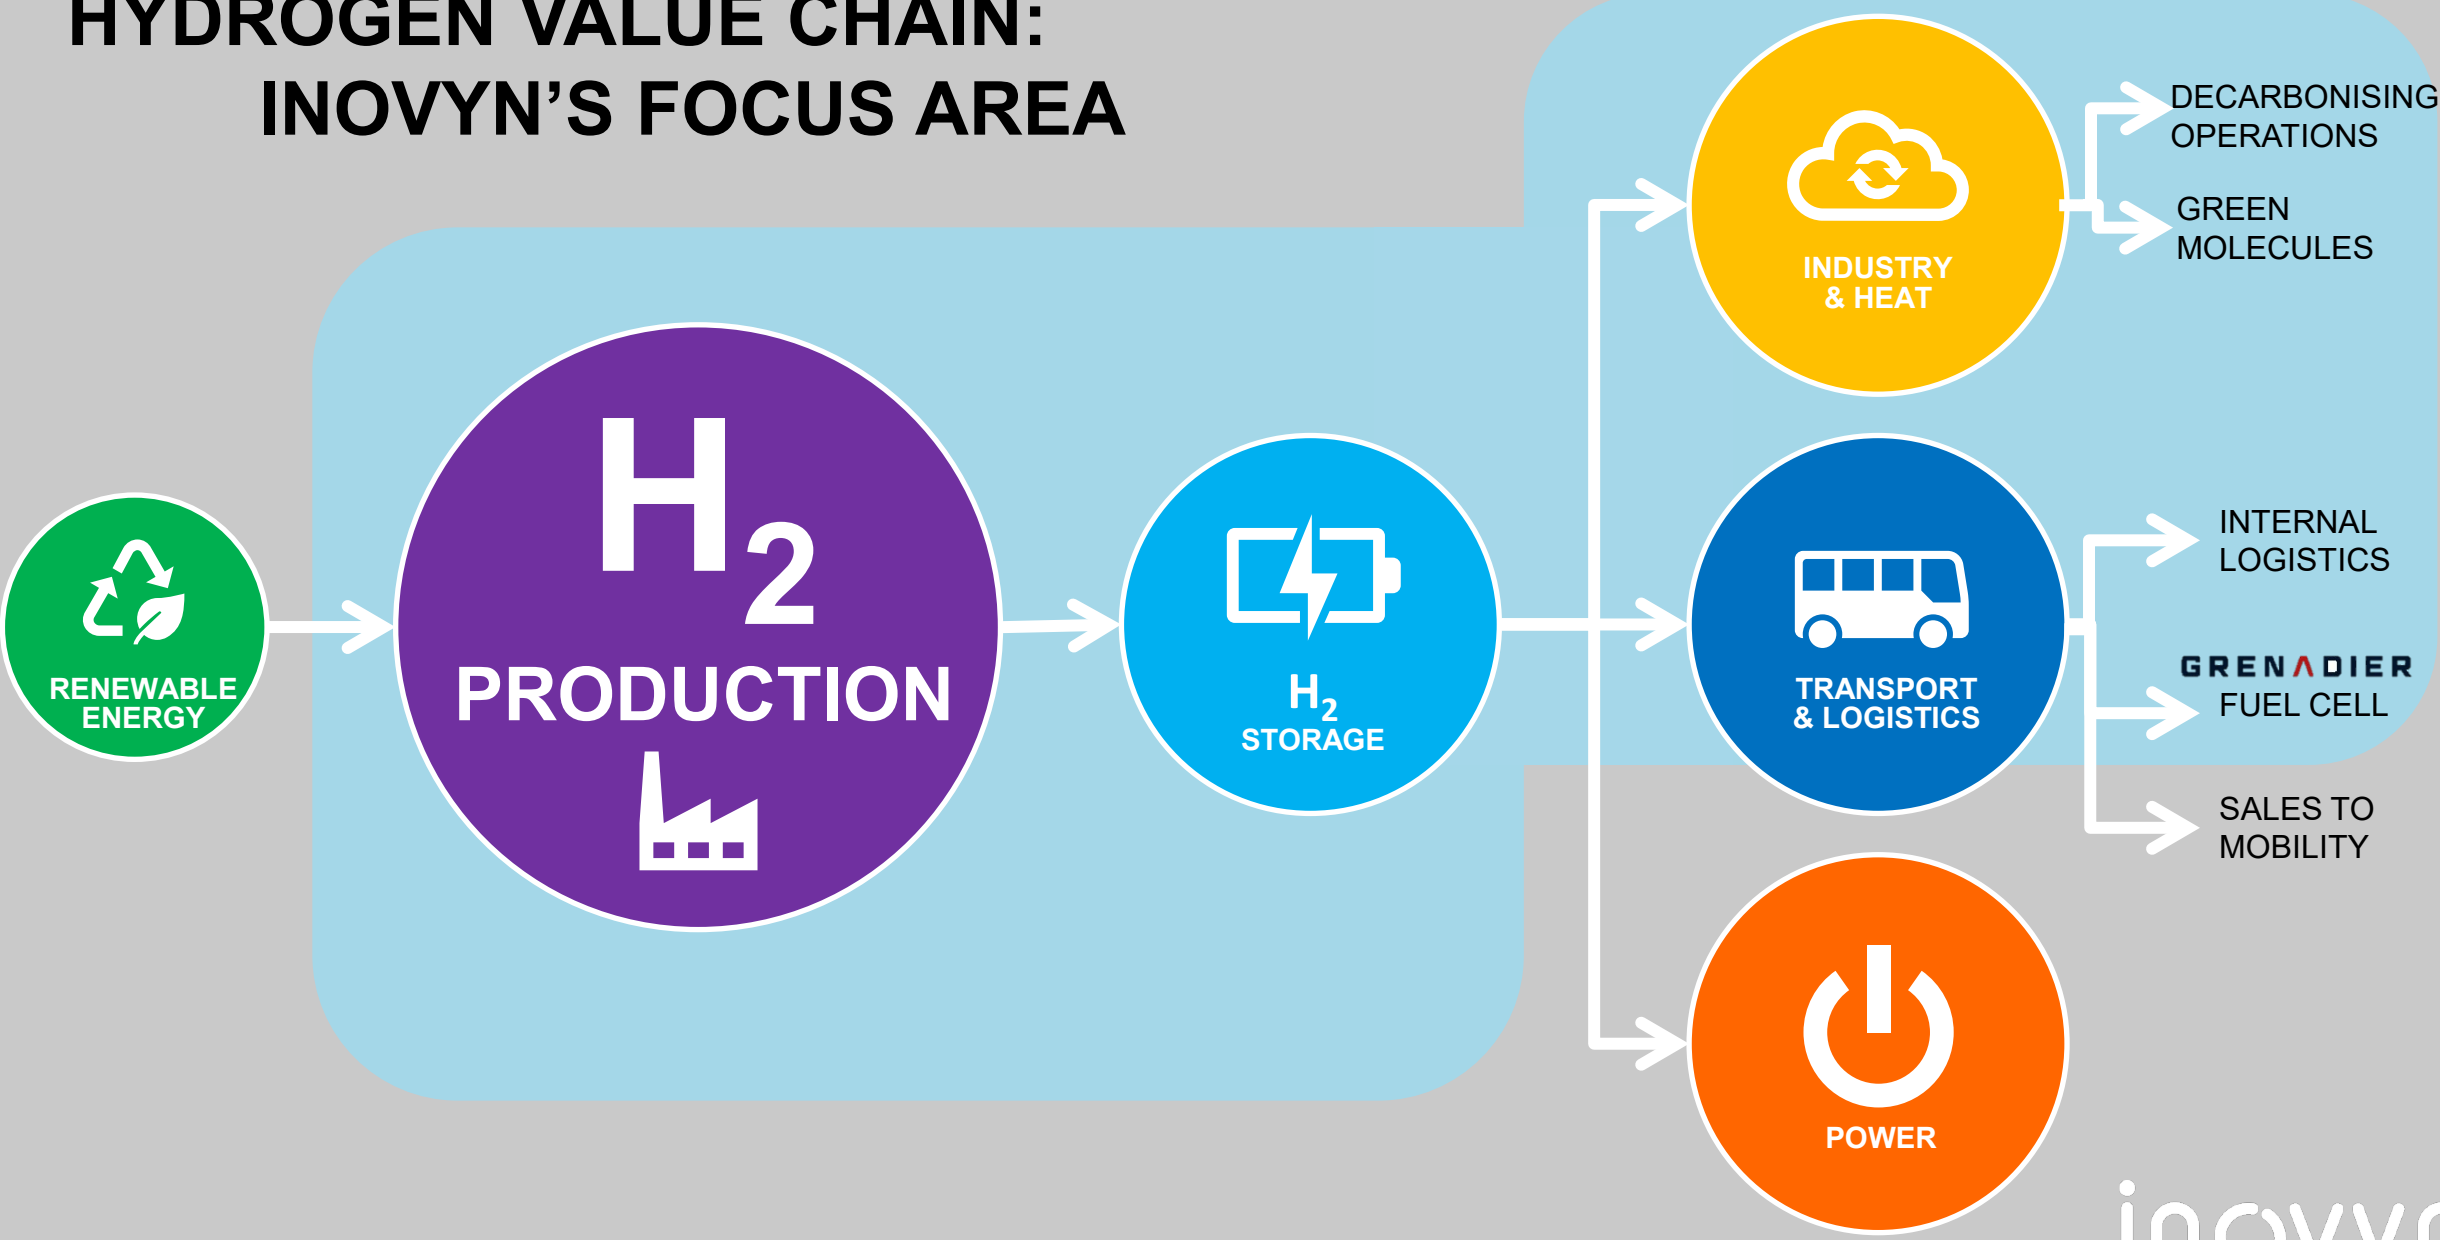 HYDROGEN VALUE CHAIN:
INOVYN'S FOCUS AREA
RENEWABLE
ENERGY
H2
PRODUCTION
H2
STORAGE
INDUSTRY
& HEAT
DECARBONISING
OPERATIONS
GREEN
MOLECULES
TRANSPORT
& LOGISTICS
INTERNAL
LOGISTICS
GRENADIER
FUEL CELL
SALES TO
MOBILITY
POWER